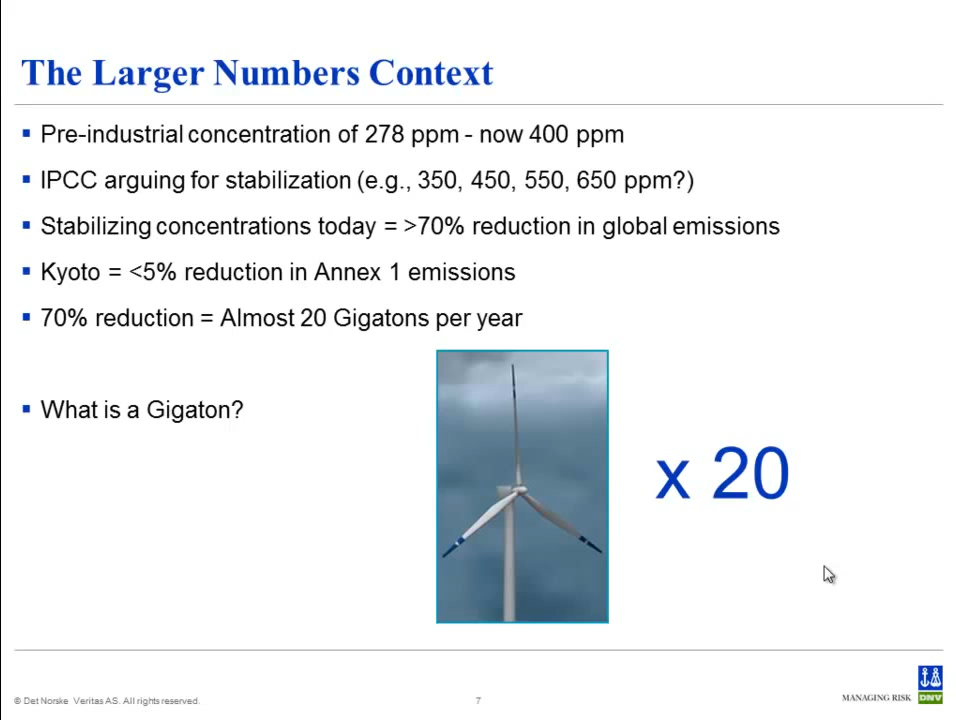 The Larger Numbers Context
Pre-industrial concentration of 278 ppm - now 400 ppm
IPCC arguing for stabilization (e.g., 350, 450, 550, 650 ppm?)
Stabilizing concentrations today = >70% reduction in global emissions
Kyoto = <5% reduction in Annex 1 emissions
70% reduction = Almost 20 Gigatons per year
What is a Gigaton?
x 20
© Det Norske Veritas AS. All rights reserved.
7
MANAGING RISK
DNV